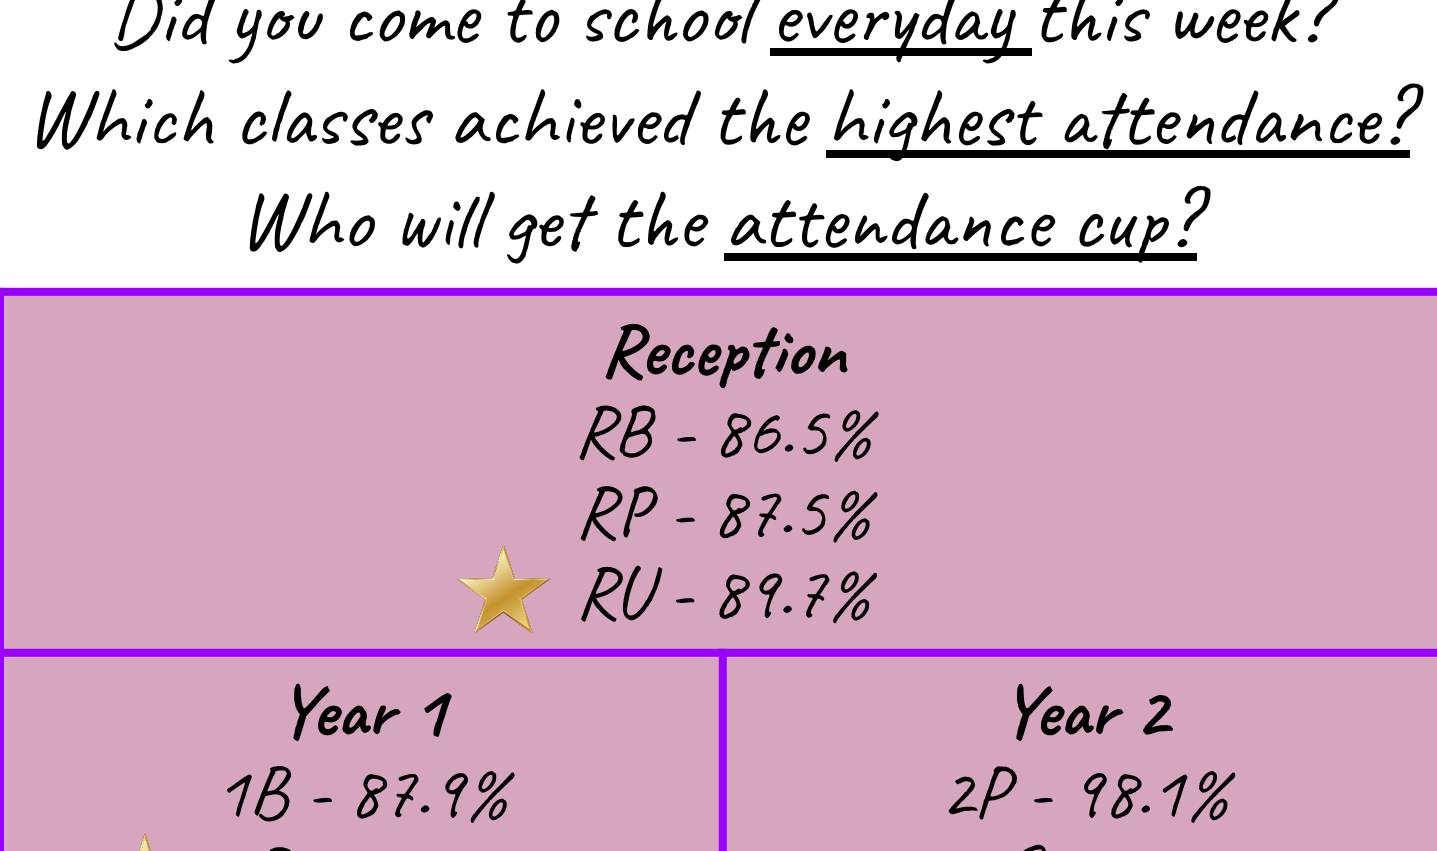 Did you come to school everyday this week?
Which classes achieved the highest attendance?
Who will get the attendance cup?
Reception
RB - 86.5%
RP - 87.5%
RU - 89.7%
Year 1
1B - 87.9%
Year 2
2P - 98.1%